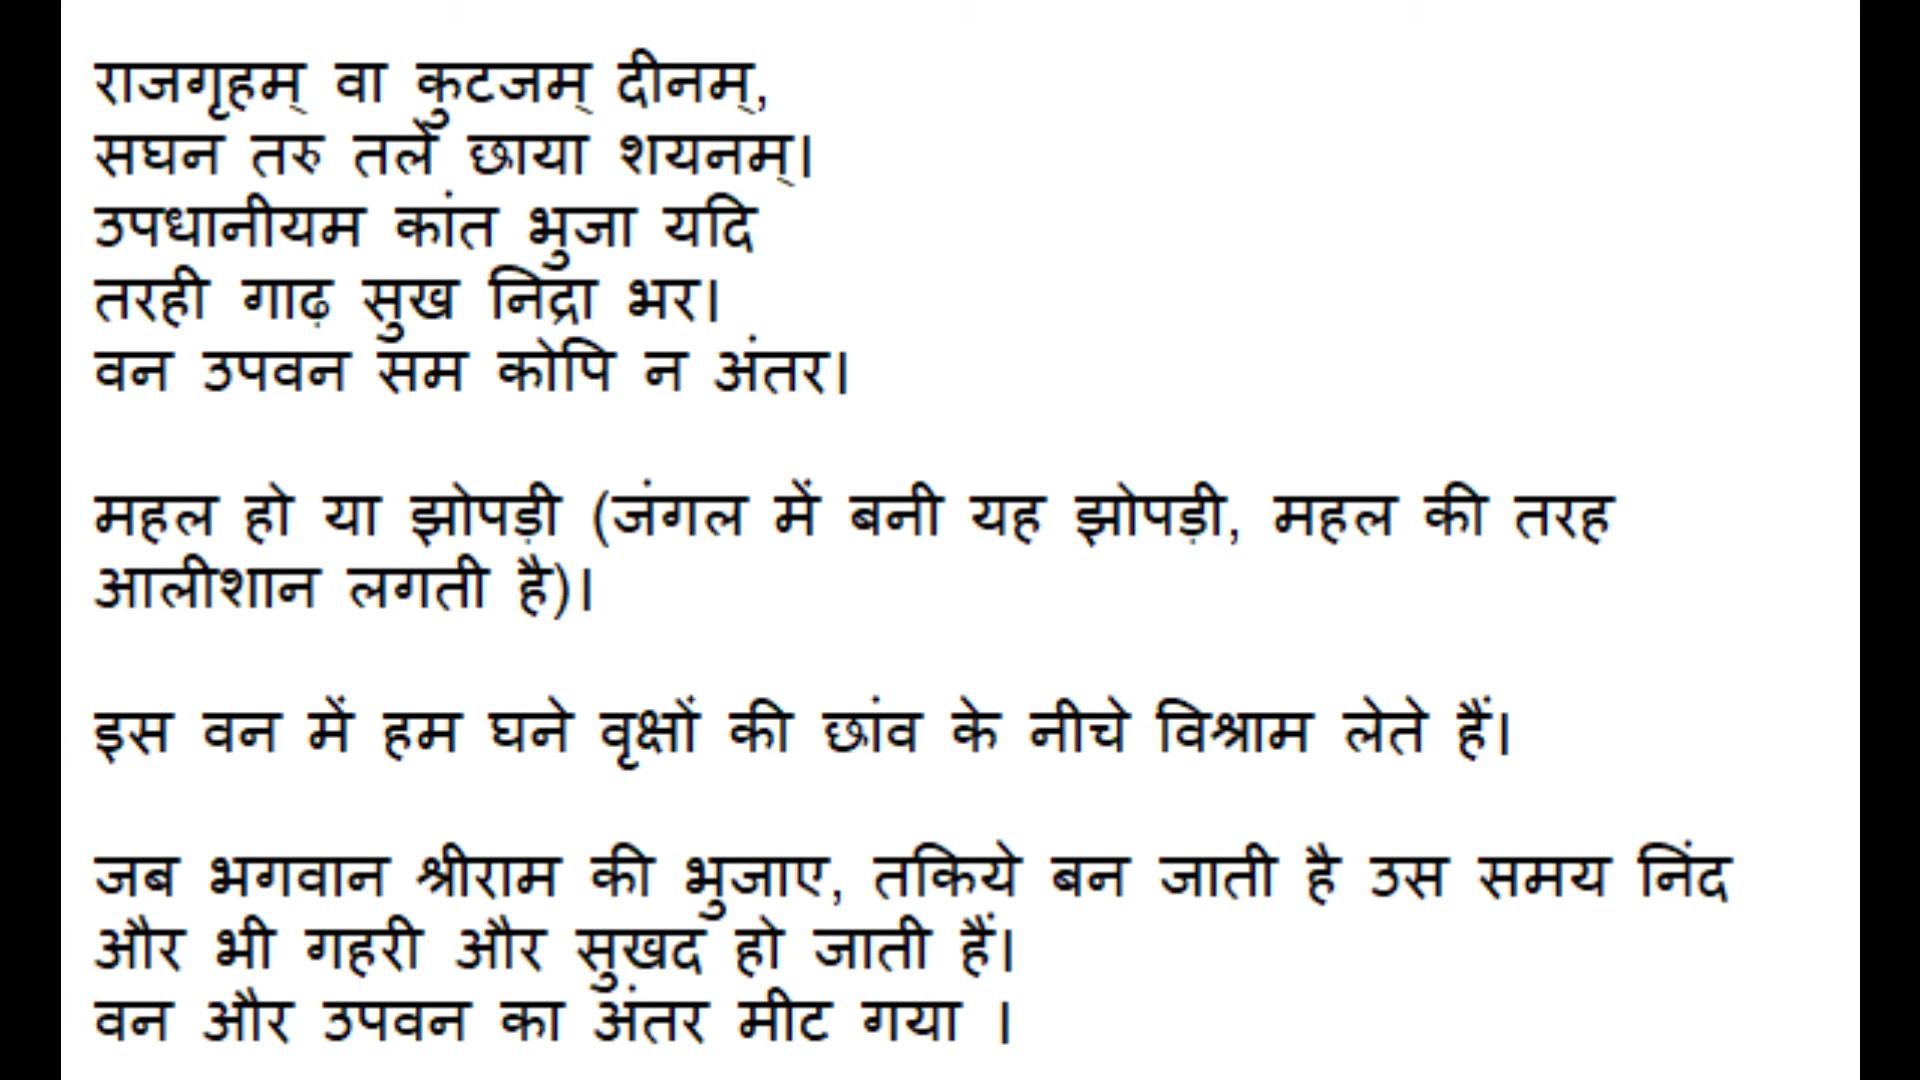 राजगृहम् वा कुटजम् दीनम्,
सघन तरु तले छाया शयनम्।
उपधानीयम कांत भुजा यदि
तरही गाढ़ सुख निद्रा भर।
वन उपवन सम कोपि न अंतर।
महल हो या झोपड़ी (जंगल में बनी यह झोपड़ी, महल की तरह
आलीशान लगती है)।
इस वन में हम घने वृक्षों की छांव के नीचे विश्राम लेते हैं।
जब भगवान श्रीराम की भुजाए, तकिये बन जाती है उस समय निंद
और भी गहरी और सुखद हो जाती हैं।
वन और उपवन का अंतर मीट गया ।